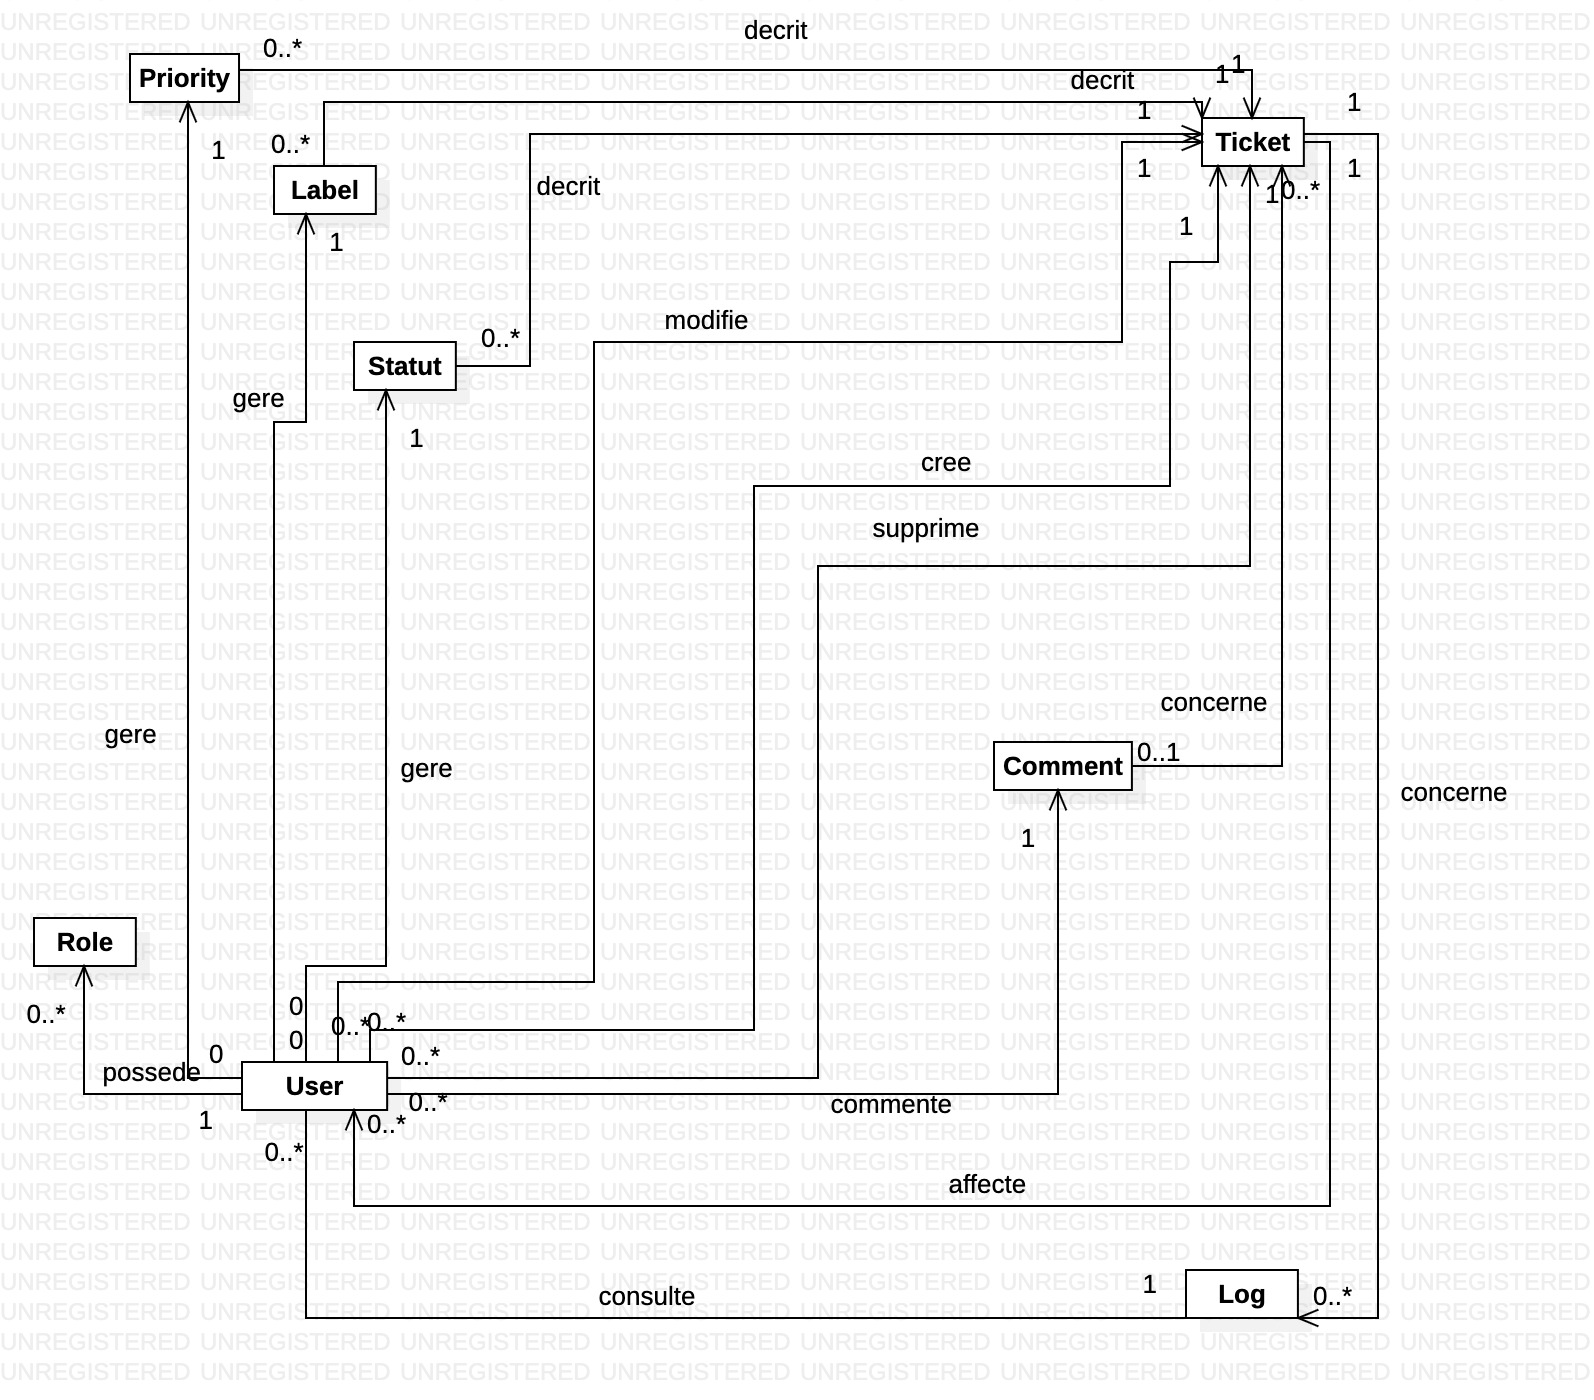 decrit
0..*
Priority
1
1
decrit
1
1
Ticket
1
0..*
Label
1
decrit
1
1
1
0..*
1
1
modifie
0..*
Statut
gere
1
cree
supprime
concerne
gere
gere
0..1
Comment
concerne
1
Role
0..*
0
0..*
0..*
0
0
0..*
possede
User
0..*
commente
1
0..*
0..*
affecte
consulte
1
Log
0..*
UNREGISTERED